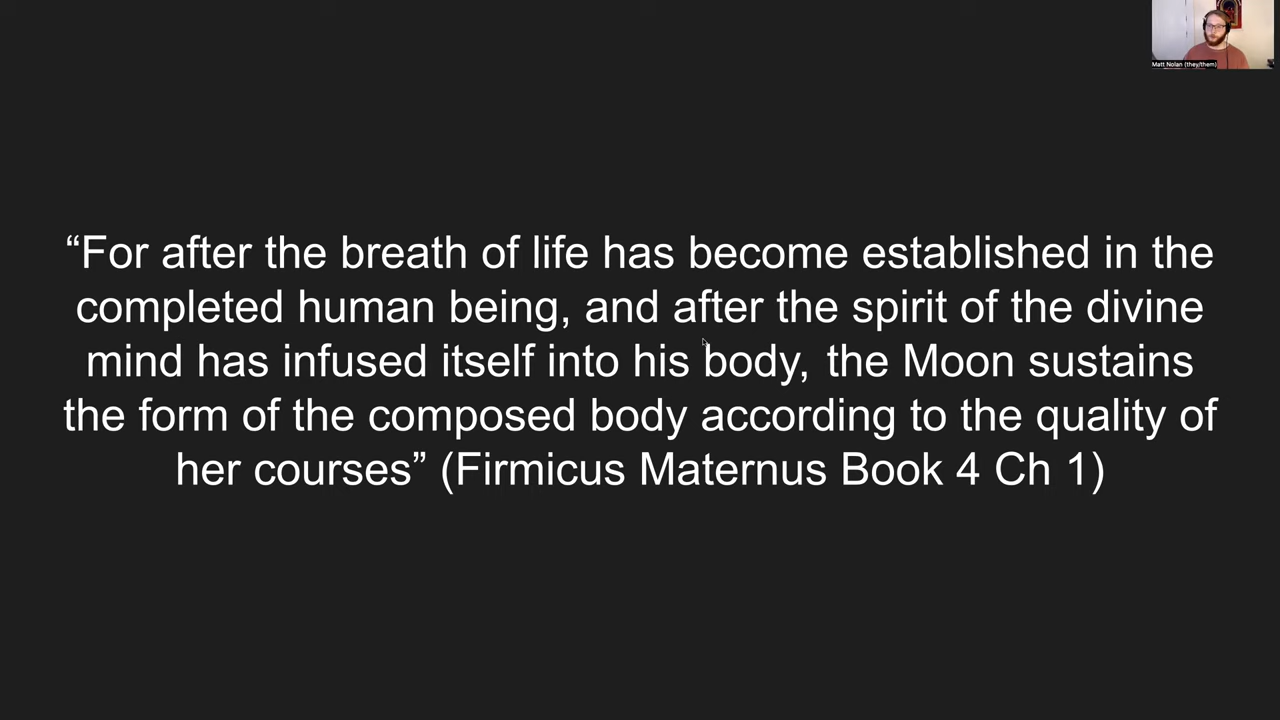 Matt Nolan (they/them)
“For after the breath of life has become established in the
completed human being, and after the spirit of the divine
mind has infused itself into his body, the Moon sustains
the form of the composed body according to the quality of
her courses” (Firmicus Maternus Book 4 Ch 1)